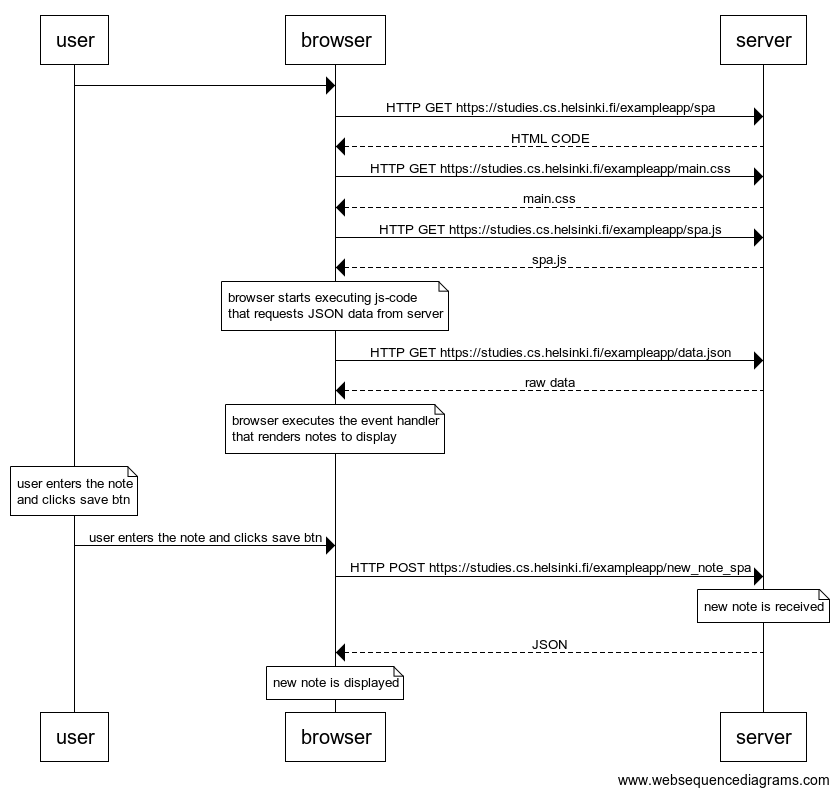 user
browser
server
HTTP GET https://studies.cs.helsinki.fi/exampleapp/spa
HTML CODE
HTTP GET https://studies.cs.helsinki.fi/exampleapp/main.css
main.css
HTTP GET https://studies.cs.helsinki.fi/exampleapp/spa.js
spa.js
browser starts executing js-code
that requests JSON data from server
HTTP GET https://studies.cs.helsinki.fi/exampleapp/data.json
raw data
browser executes the event handler
that renders notes to display
user enters the note
and clicks save btn
user enters the note and clicks save btn
HTTP POST https://studies.cs.helsinki.fi/exampleapp/new_note_spa
new note is received
JSON
new note is displayed
user
browser
server
www.websequencediagrams.com